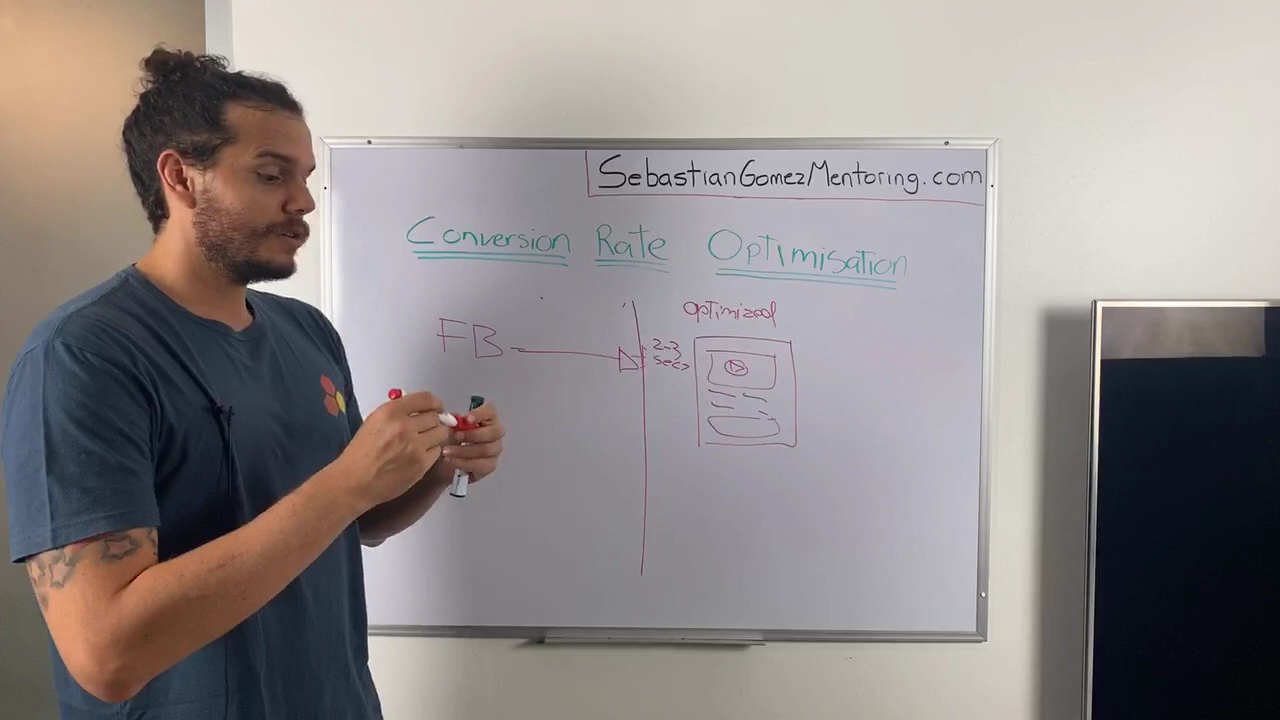 SebastianGomezMentoring.com
Conversion Rate Optimisation
optimized
FB
2-3
secs